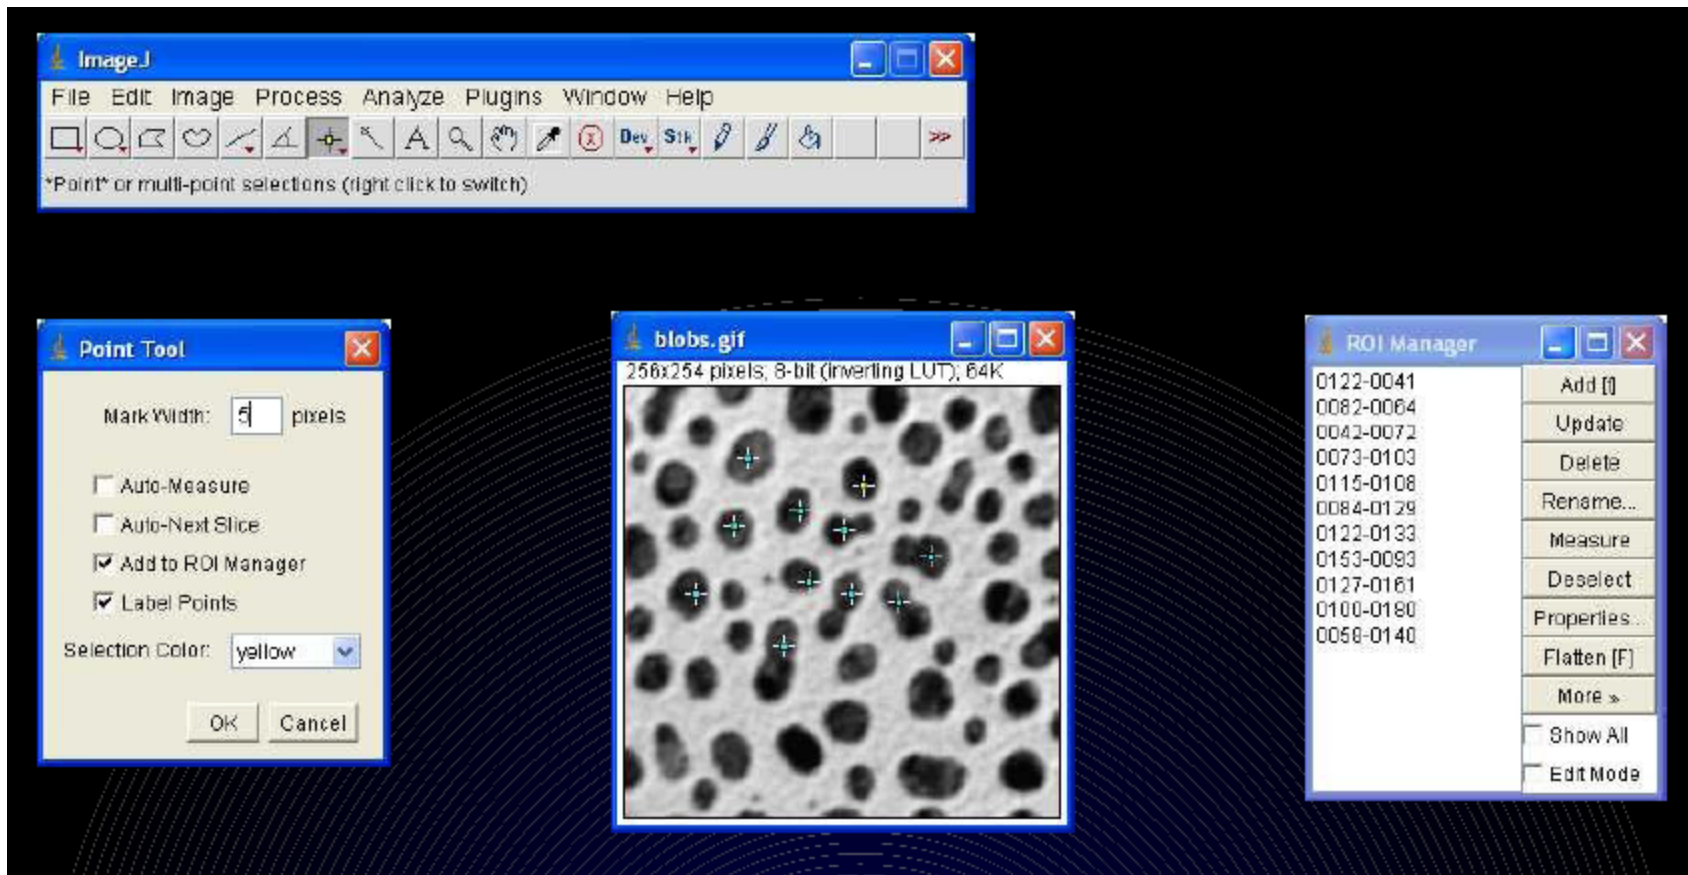 ImageJ
File Edit Image Process Analyze Plugins Window Help
A Dev Stk >>
*Point* or multi-point selections (right click to switch)
Point Tool
Mark Width: 5 pixels
Auto-Measure
Auto-Next Slice
Add to ROI Manager
Label Points
Selection Color: yellow
OK Cancel
blobs.gif
256x254 pixels; 8-bit (inverting LUT); 64K
ROI Manager
0122-0041
0082-0064
0042-0072
0073-0103
0115-0108
0084-0129
0122-0133
0153-0093
0127-0161
0100-0180
0058-0140
Add [t]
Update
Delete
Rename...
Measure
Deselect
Properties...
Flatten [F]
More »
Show All
Edit Mode